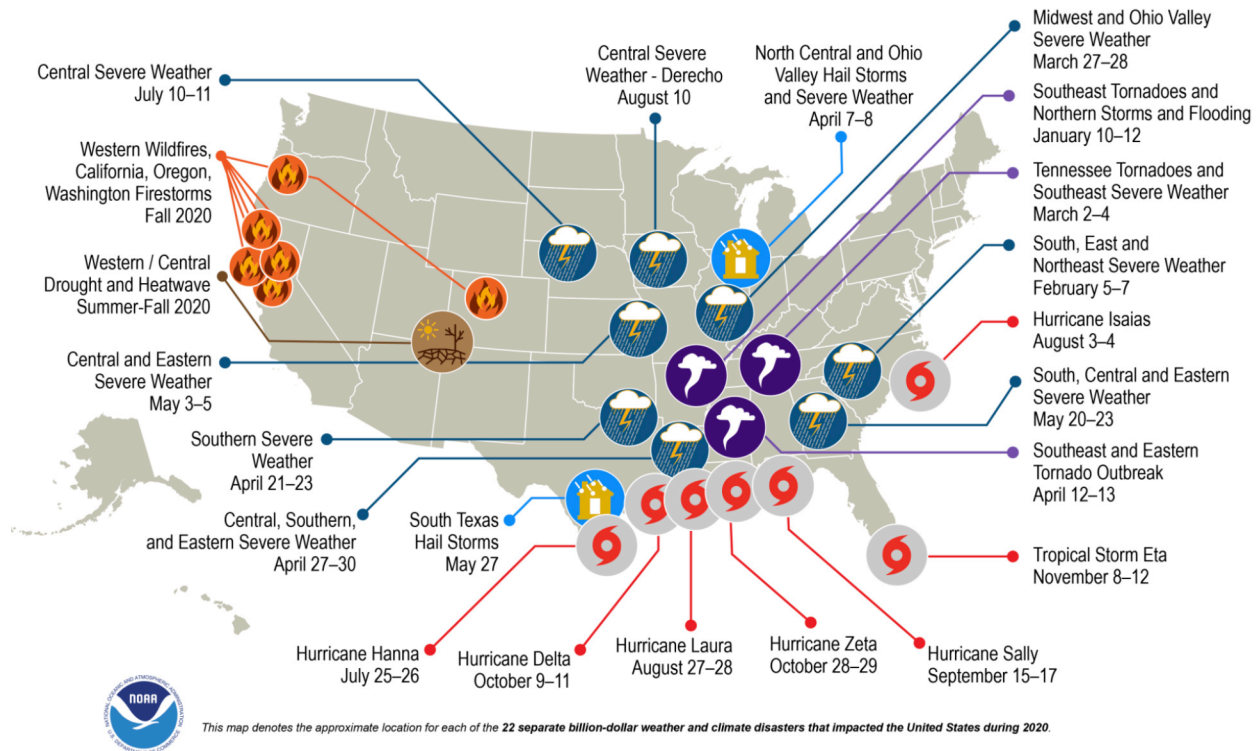 Central Severe Weather
July 10–11
Central Severe
Weather - Derecho
August 10
North Central and Ohio
Valley Hail Storms
and Severe Weather
April 7–8
Midwest and Ohio Valley
Severe Weather
March 27–28
Southeast Tornadoes and
Northern Storms and Flooding
January 10–12
Western Wildfires,
California, Oregon,
Washington Firestorms
Fall 2020
Tennessee Tornadoes and
Southeast Severe Weather
March 2–4
Western / Central
Drought and Heatwave
Summer-Fall 2020
South, East and
Northeast Severe Weather
February 5–7
Hurricane Isaias
August 3–4
Central and Eastern
Severe Weather
May 3–5
South, Central and Eastern
Severe Weather
May 20–23
Southern Severe
Weather
April 21–23
Southeast and Eastern
Tornado Outbreak
April 12–13
Central, Southern,
and Eastern Severe Weather
April 27–30
South Texas
Hail Storms
May 27
Tropical Storm Eta
November 8–12
Hurricane Hanna
July 25–26
Hurricane Delta
October 9–11
Hurricane Laura
August 27–28
Hurricane Zeta
October 28–29
Hurricane Sally
September 15–17
NATIONAL OCEANIC AND ATMOSPHERIC ADMINISTRATION
NOAA
U.S. DEPARTMENT OF COMMERCE
This map denotes the approximate location for each of the 22 separate billion-dollar weather and climate disasters that impacted the United States during 2020.